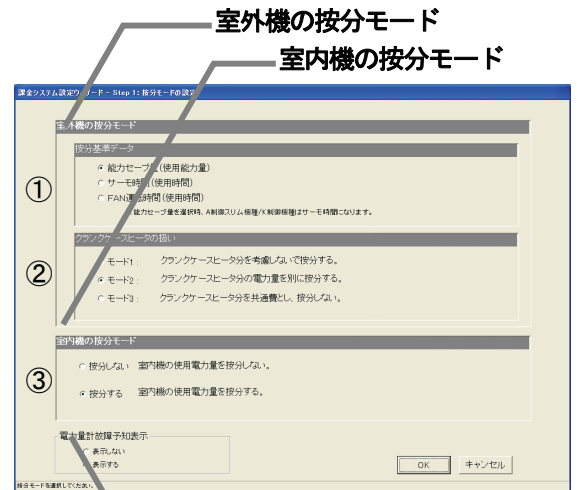 室外機の按分モード
室内機の按分モード
課金システム設定ウィザード - Step 1: 按分モードの設定
室外機の按分モード
按分基準データ
① 能力セーブ量(使用能力量)
サーモ時間(使用時間)
FAN運転時間(使用時間)
能力セーブ量を選択時、A制御スリム機種/K制御機種はサーモ時間になります。
クランクケースヒータの扱い
② モード1: クランクケースヒータ分を考慮しないで按分する。
モード2: クランクケースヒータ分の電力量を別に按分する。
モード3: クランクケースヒータ分を共通費とし、按分しない。
室内機の按分モード
③ 按分しない 室内機の使用電力量を按分しない。
按分する 室内機の使用電力量を按分する。
電力量計故障予知表示
表示しない
表示する
OK キャンセル
按分モードを選択してください。